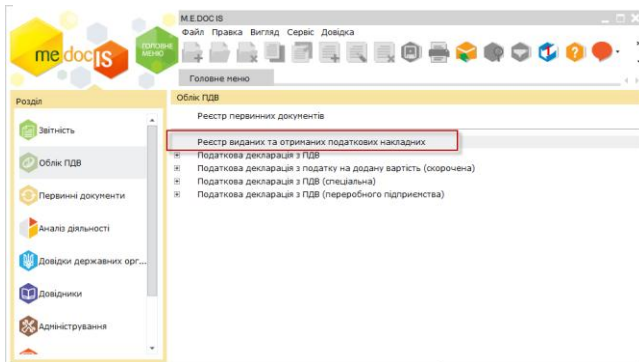 M.E.DOC IS
Файл Правка Вигляд Сервіс Довідка
me.doc IS
ГОЛОВНЕ МЕНЮ
Головне меню
Розділ
Облік ПДВ
Реєстр первинних документів
Звітність
Реєстр виданих та отриманих податкових накладних
Податкова декларація з ПДВ
Облік ПДВ
Податкова декларація з податку на додану вартість (скорочена)
Податкова декларація з ПДВ (спеціальна)
Податкова декларація з ПДВ (переробного підприємства)
Первинні документи
Аналіз діяльності
Довідки державних орг...
Довідники
Адміністрування